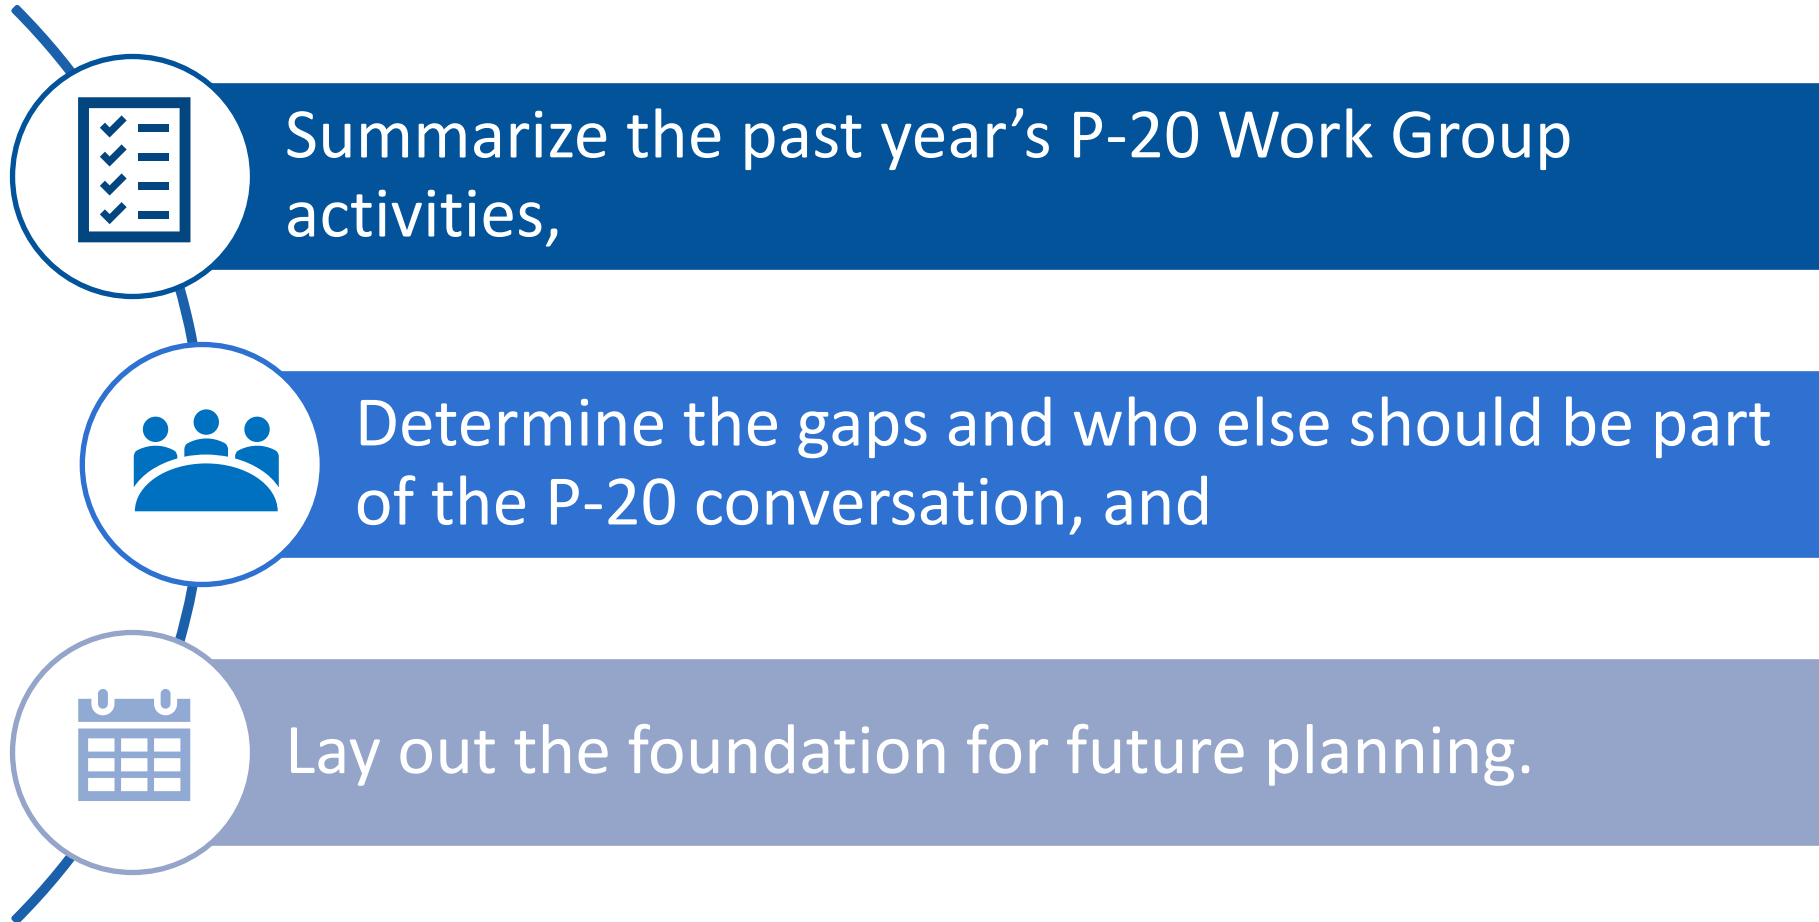 Summarize the past year’s P-20 Work Group
activities,
Determine the gaps and who else should be part
of the P-20 conversation, and
Lay out the foundation for future planning.